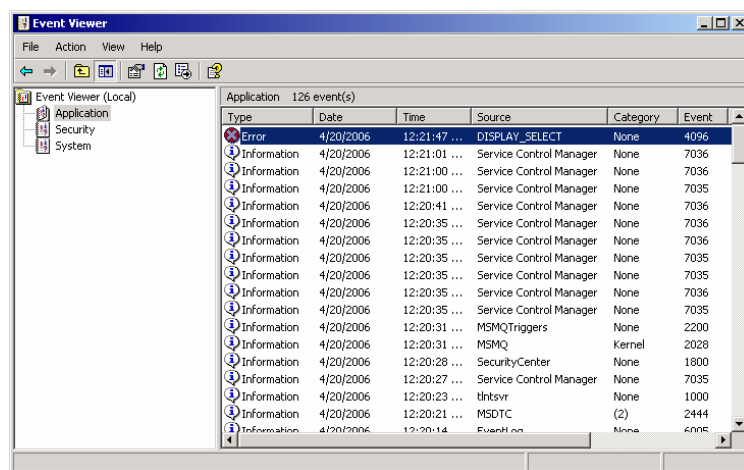 Event Viewer
File Action View Help
Event Viewer (Local)
Application
Security
System
Application 126 event(s)
Type Date Time Source Category Event
Error 4/20/2006 12:21:47 ... DISPLAY_SELECT None 4096
Information 4/20/2006 12:21:01 ... Service Control Manager None 7036
Information 4/20/2006 12:21:00 ... Service Control Manager None 7036
Information 4/20/2006 12:21:00 ... Service Control Manager None 7035
Information 4/20/2006 12:20:41 ... Service Control Manager None 7036
Information 4/20/2006 12:20:35 ... Service Control Manager None 7036
Information 4/20/2006 12:20:35 ... Service Control Manager None 7036
Information 4/20/2006 12:20:35 ... Service Control Manager None 7035
Information 4/20/2006 12:20:35 ... Service Control Manager None 7035
Information 4/20/2006 12:20:35 ... Service Control Manager None 7036
Information 4/20/2006 12:20:35 ... Service Control Manager None 7035
Information 4/20/2006 12:20:31 ... MSMQTriggers None 2200
Information 4/20/2006 12:20:31 ... MSMQ Kernel 2028
Information 4/20/2006 12:20:28 ... SecurityCenter None 1800
Information 4/20/2006 12:20:27 ... Service Control Manager None 7035
Information 4/20/2006 12:20:23 ... tlntsvr None 1000
Information 4/20/2006 12:20:21 ... MSDTC (2) 2444
Information 4/20/2006 12:20:14 EventLog None 6005